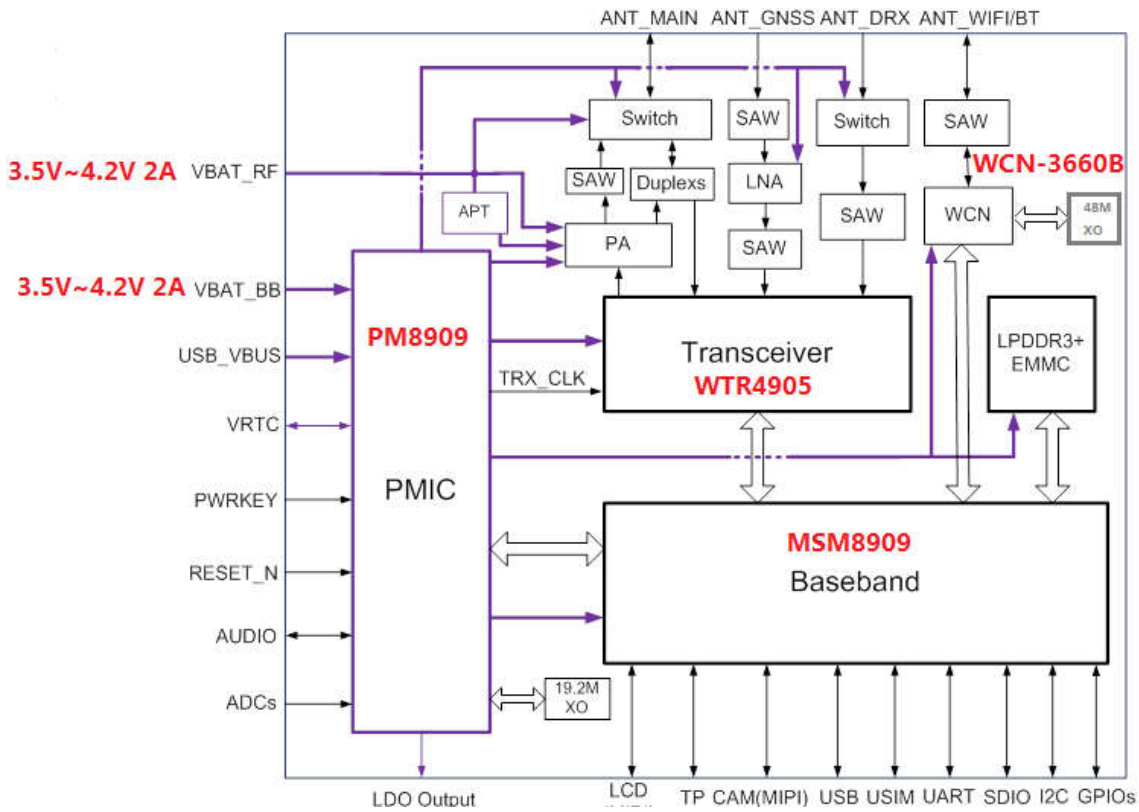 ANT_MAIN ANT_GNSS ANT_DRX ANT_WIFI/BT
Switch
SAW
Switch
SAW
3.5V~4.2V 2A VBAT_RF
WCN-3660B
SAW
Duplexs
LNA
APT
SAW
WCN
48M
XO
PA
SAW
3.5V~4.2V 2A VBAT_BB
PM8909
USB_VBUS
Transceiver
WTR4905
LPDDR3+
EMMC
TRX_CLK
VRTC
PMIC
PWRKEY
MSM8909
Baseband
RESET_N
AUDIO
ADCs
19.2M
XO
LDO Output
LCD TP CAM(MIPI) USB USIM UART SDIO I2C GPIOs